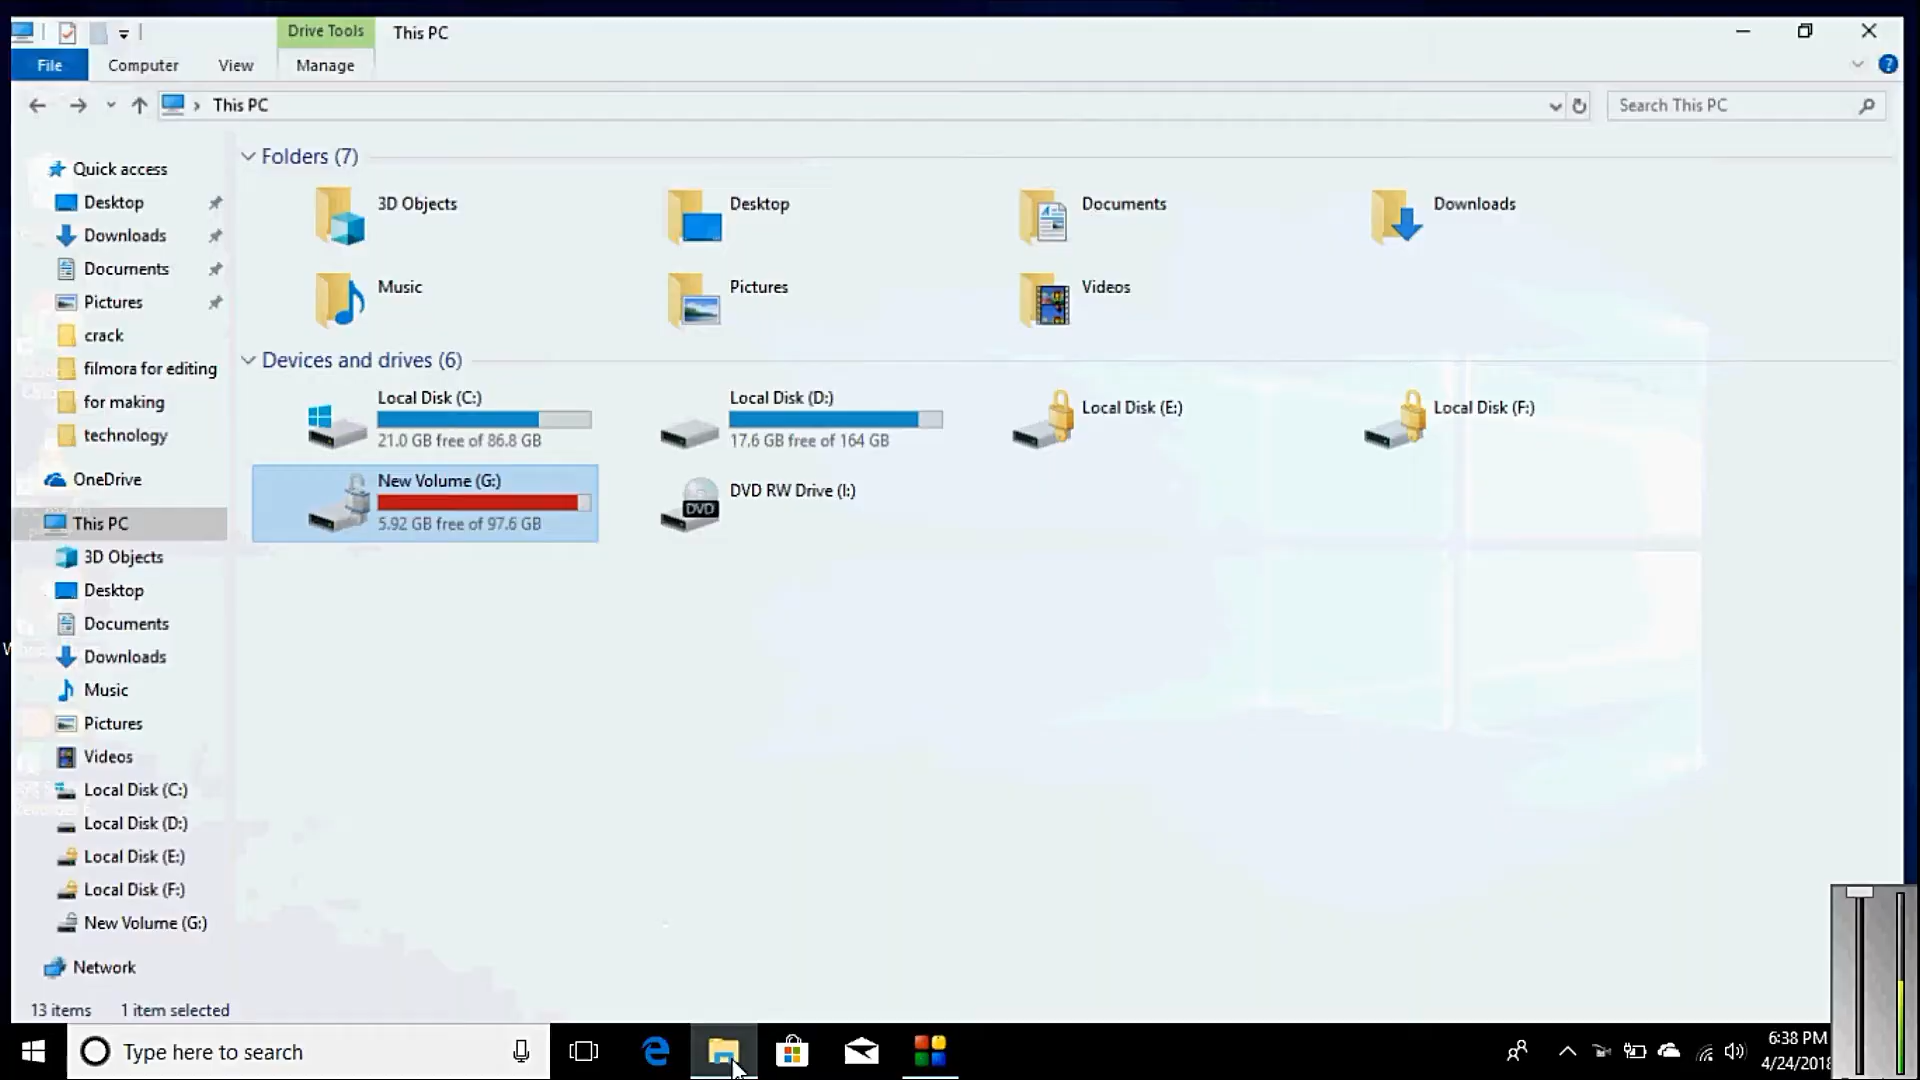 Drive Tools
This PC
File
Computer
View
Manage
This PC
Search This PC
Quick access
Desktop
Downloads
Documents
Pictures
crack
filmora for editing
for making
technology
OneDrive
This PC
3D Objects
Desktop
Documents
Downloads
Music
Pictures
Videos
Local Disk (C:)
Local Disk (D:)
Local Disk (E:)
Local Disk (F:)
New Volume (G:)
Network
Folders (7)
3D Objects
Desktop
Documents
Downloads
Music
Pictures
Videos
Devices and drives (6)
Local Disk (C:)
21.0 GB free of 86.8 GB
Local Disk (D:)
17.6 GB free of 164 GB
Local Disk (E:)
Local Disk (F:)
New Volume (G:)
5.92 GB free of 97.6 GB
DVD
DVD RW Drive (I:)
13 items
1 item selected
Type here to search
6:38 PM
4/24/2018